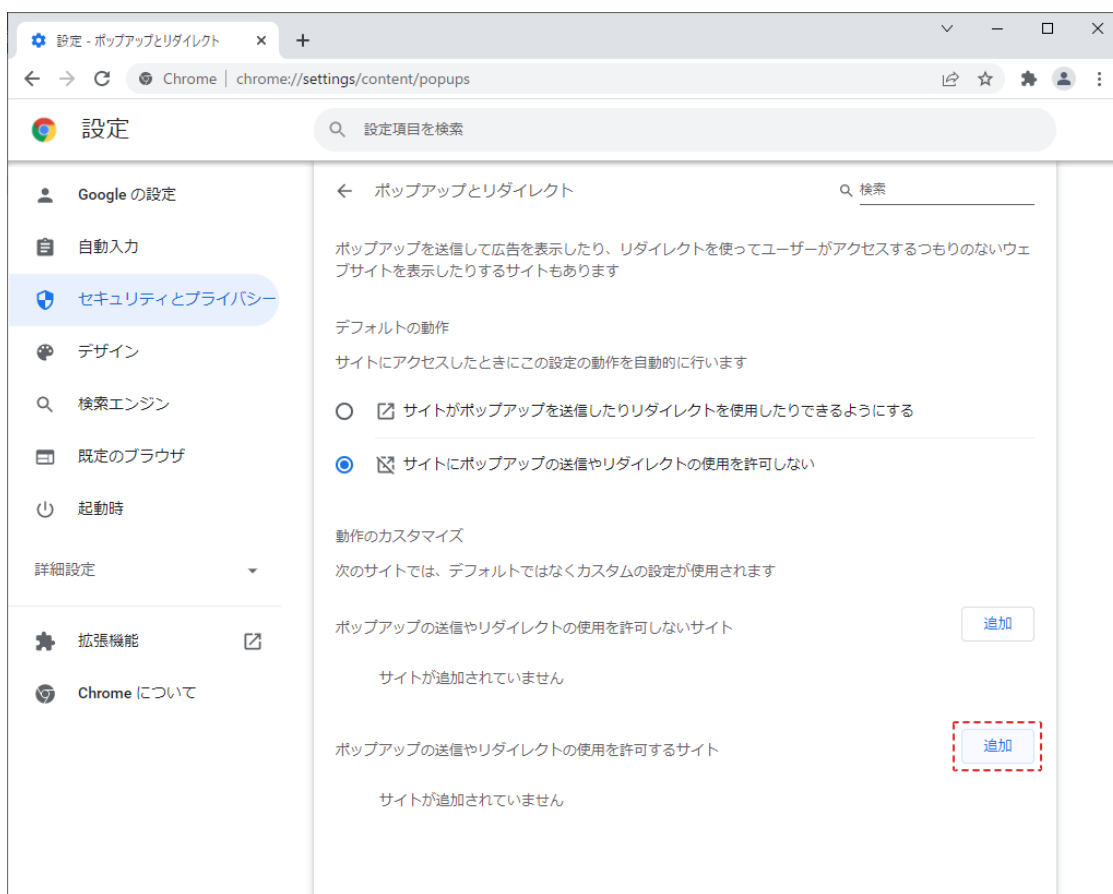 設定 - ポップアップとリダイレクト
Chrome | chrome://settings/content/popups
設定
設定項目を検索
Google の設定
自動入力
セキュリティとプライバシー
デザイン
検索エンジン
既定のブラウザ
起動時
詳細設定
拡張機能
Chrome について
ポップアップとリダイレクト
検索
ポップアップを送信して広告を表示したり、リダイレクトを使ってユーザーがアクセスするつもりのないウェ
ブサイトを表示したりするサイトもあります
デフォルトの動作
サイトにアクセスしたときにこの設定の動作を自動的に行います
サイトがポップアップを送信したりリダイレクトを使用したりできるようにする
サイトにポップアップの送信やリダイレクトの使用を許可しない
動作のカスタマイズ
次のサイトでは、デフォルトではなくカスタムの設定が使用されます
ポップアップの送信やリダイレクトの使用を許可しないサイト
追加
サイトが追加されていません
ポップアップの送信やリダイレクトの使用を許可するサイト
追加
サイトが追加されていません